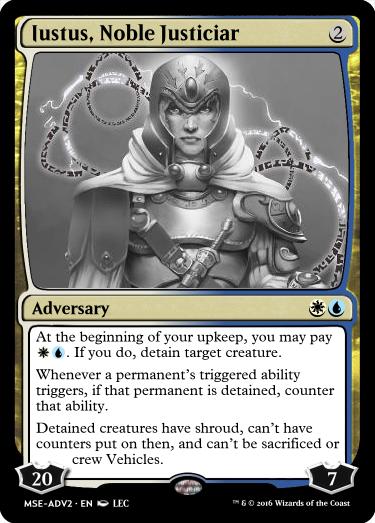 Iustus, Noble Justiciar 2
Adversary
At the beginning of your upkeep, you may pay
. If you do, detain target creature.
Whenever a permanent's triggered ability
triggers, if that permanent is detained, counter
that ability.
Detained creatures have shroud, can't have
counters put on then, and can't be sacrificed or
crew Vehicles.
20
7
MSE-ADV2 • EN LEC
™ & © 2016 Wizards of the Coast